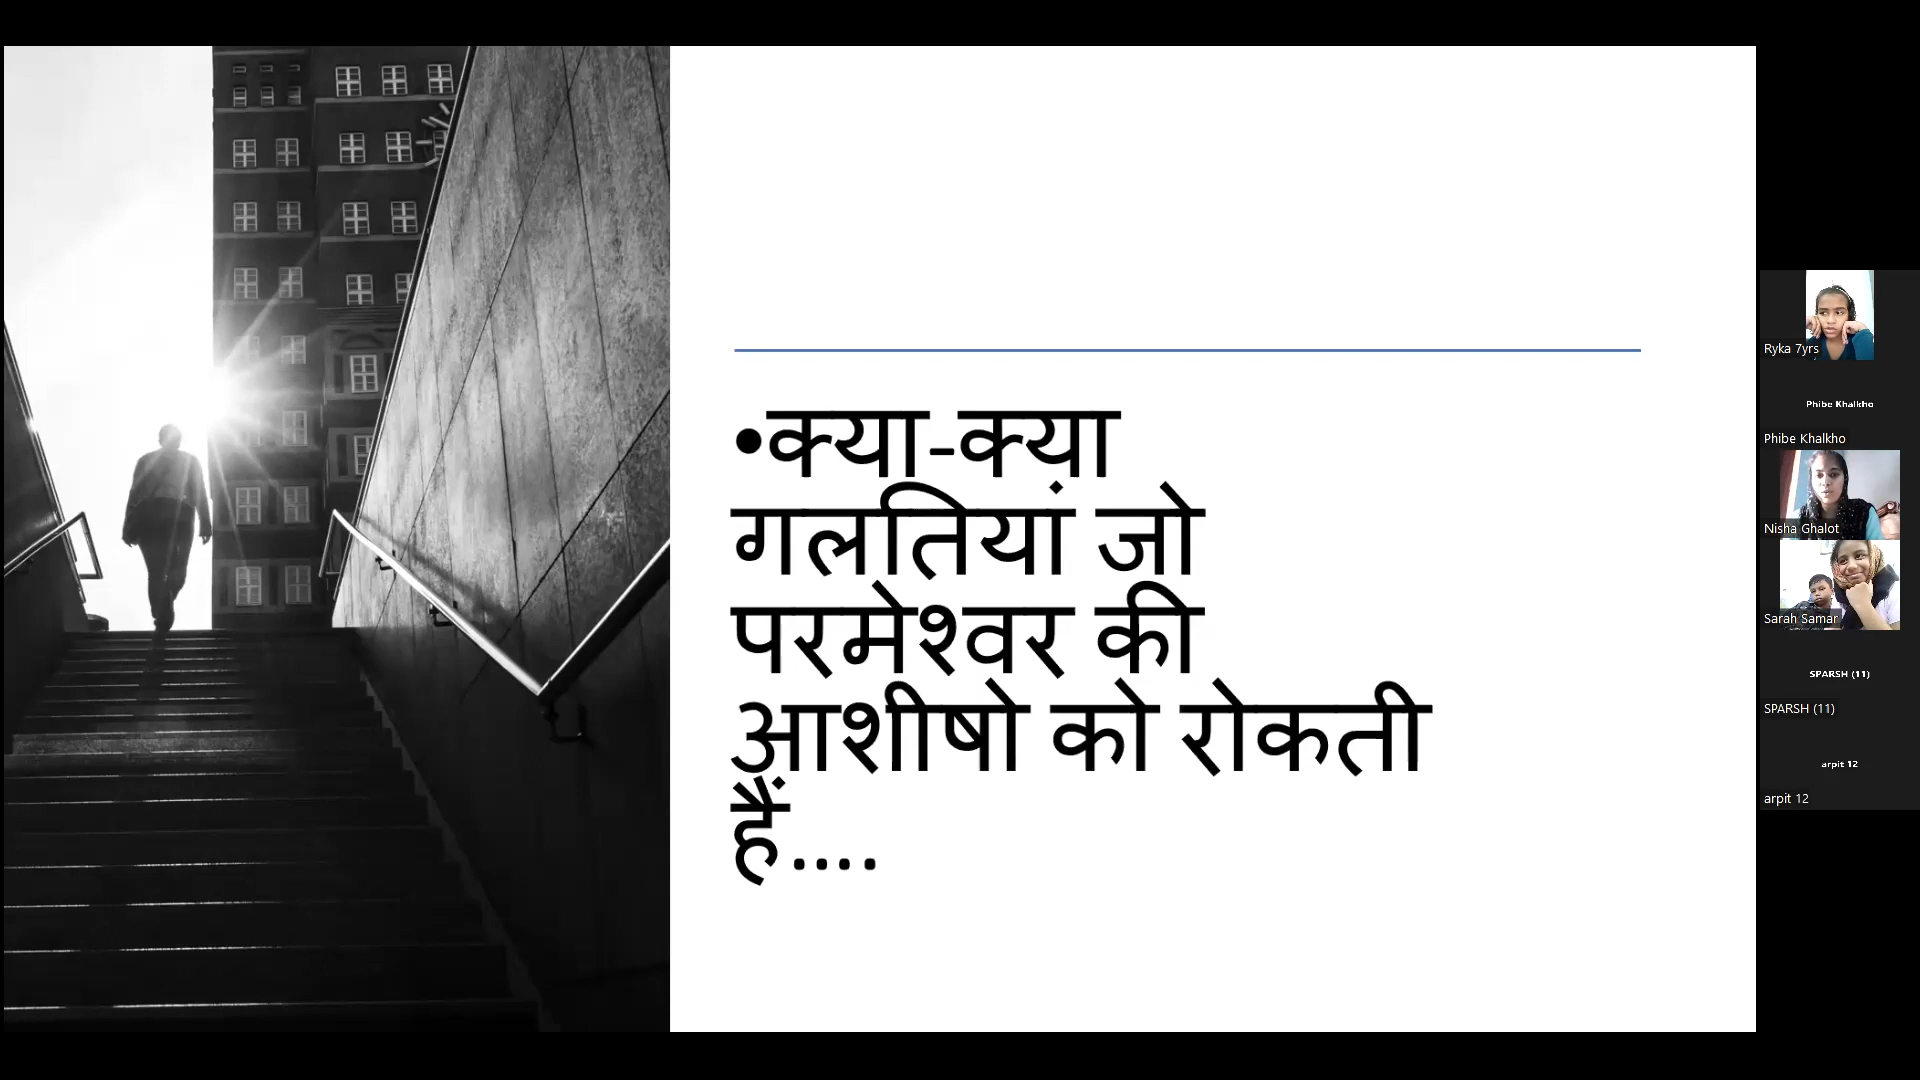 •क्या-क्या
गलतियां जो
परमेश्वर की
आशीषो को रोकती
हैं....
Ryka 7yrs
Phibe Khalkho
Phibe Khalkho
Nisha Ghalot
Sarah Samar
SPARSH (11)
SPARSH (11)
arpit 12
arpit 12